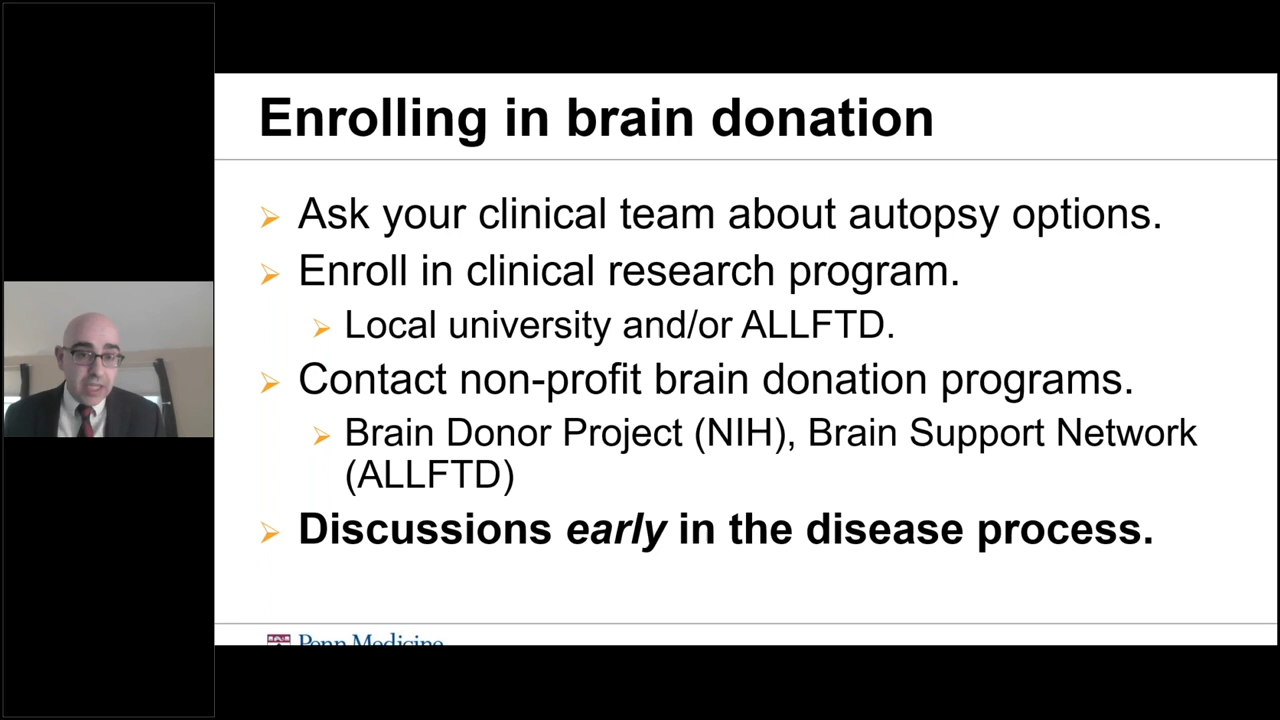 Enrolling in brain donation
Ask your clinical team about autopsy options.
Enroll in clinical research program.
Local university and/or ALLFTD.
Contact non-profit brain donation programs.
Brain Donor Project (NIH), Brain Support Network
(ALLFTD)
Discussions early in the disease process.
Penn Medicine